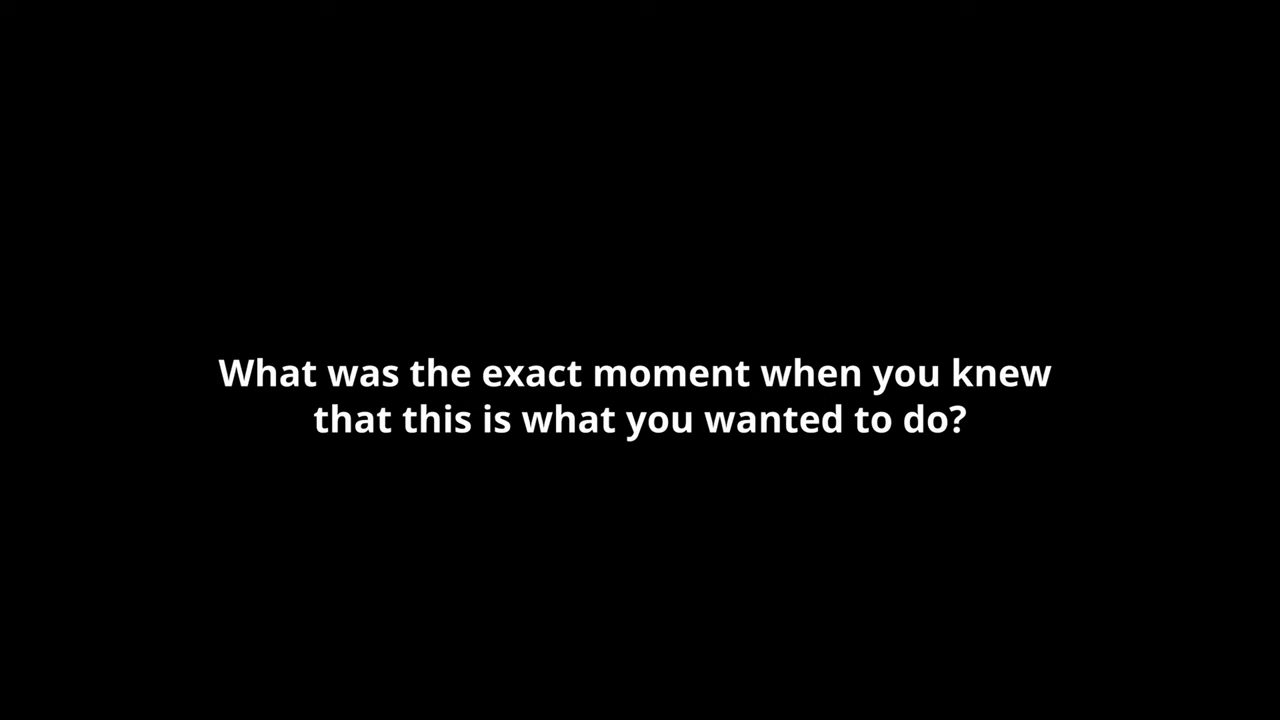 What was the exact moment when you knew
that this is what you wanted to do?